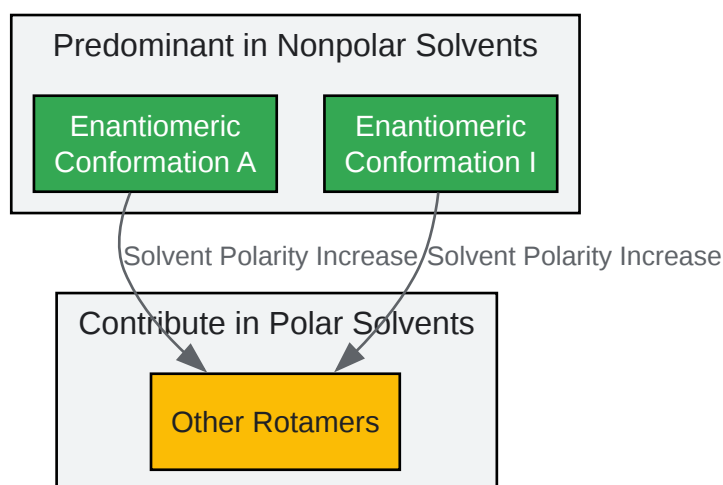 Predominant in Nonpolar Solvents
Enantiomeric
Conformation A
Enantiomeric
Conformation I
Solvent Polarity Increase
Solvent Polarity Increase
Contribute in Polar Solvents
Other Rotamers